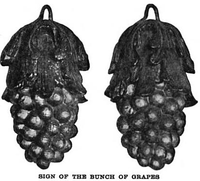 SIGN OF THE BUNCH OF GRAPES